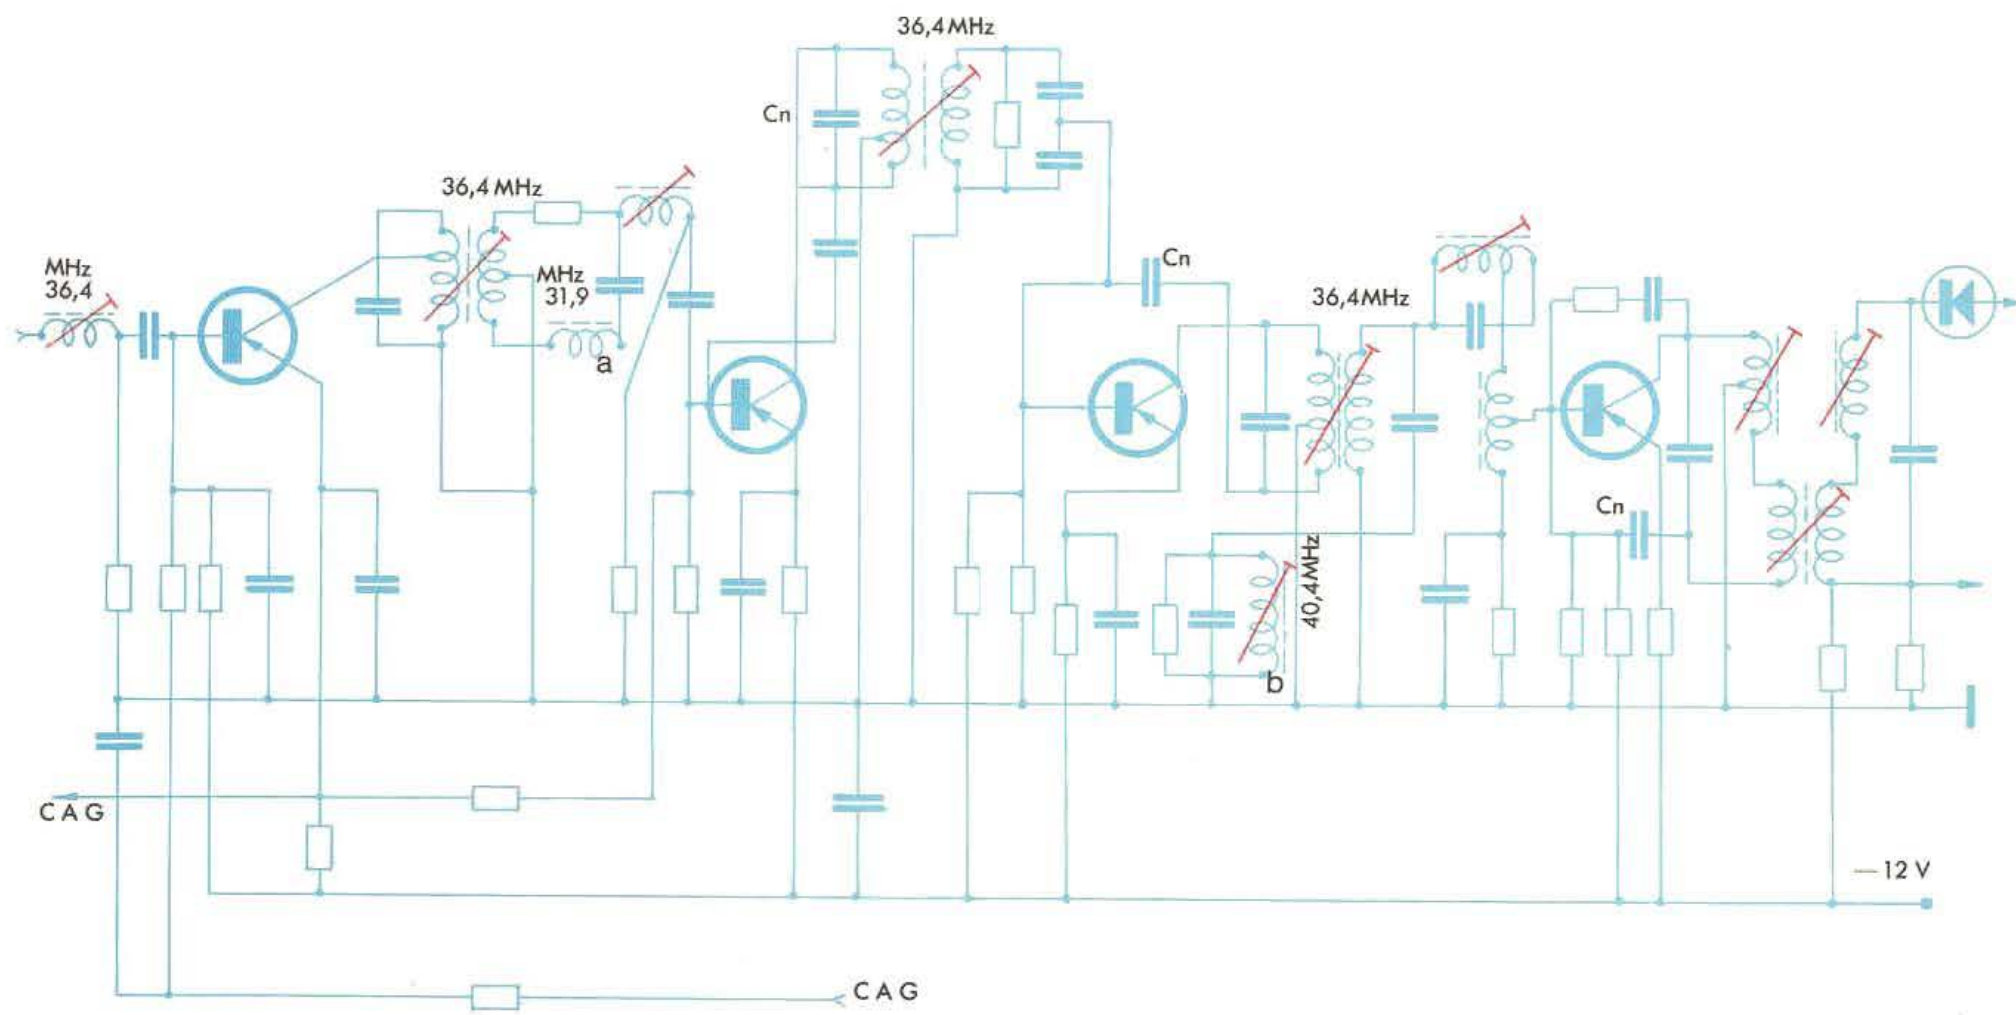 36,4 MHz
Cn
36,4 MHz
MHz
36,4
MHz
31,9
a
Cn
36,4MHz
Cn
40,4MHz
b
CAG
— 12 V
CAG